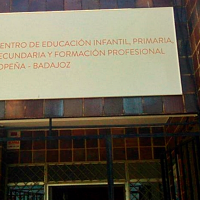 ENTRO DE EDUCACIÓN INFANTIL, PRIMARIA,
ECUNDARIA Y FORMACIÓN PROFESIONAL
OPEÑA - BADAJOZ